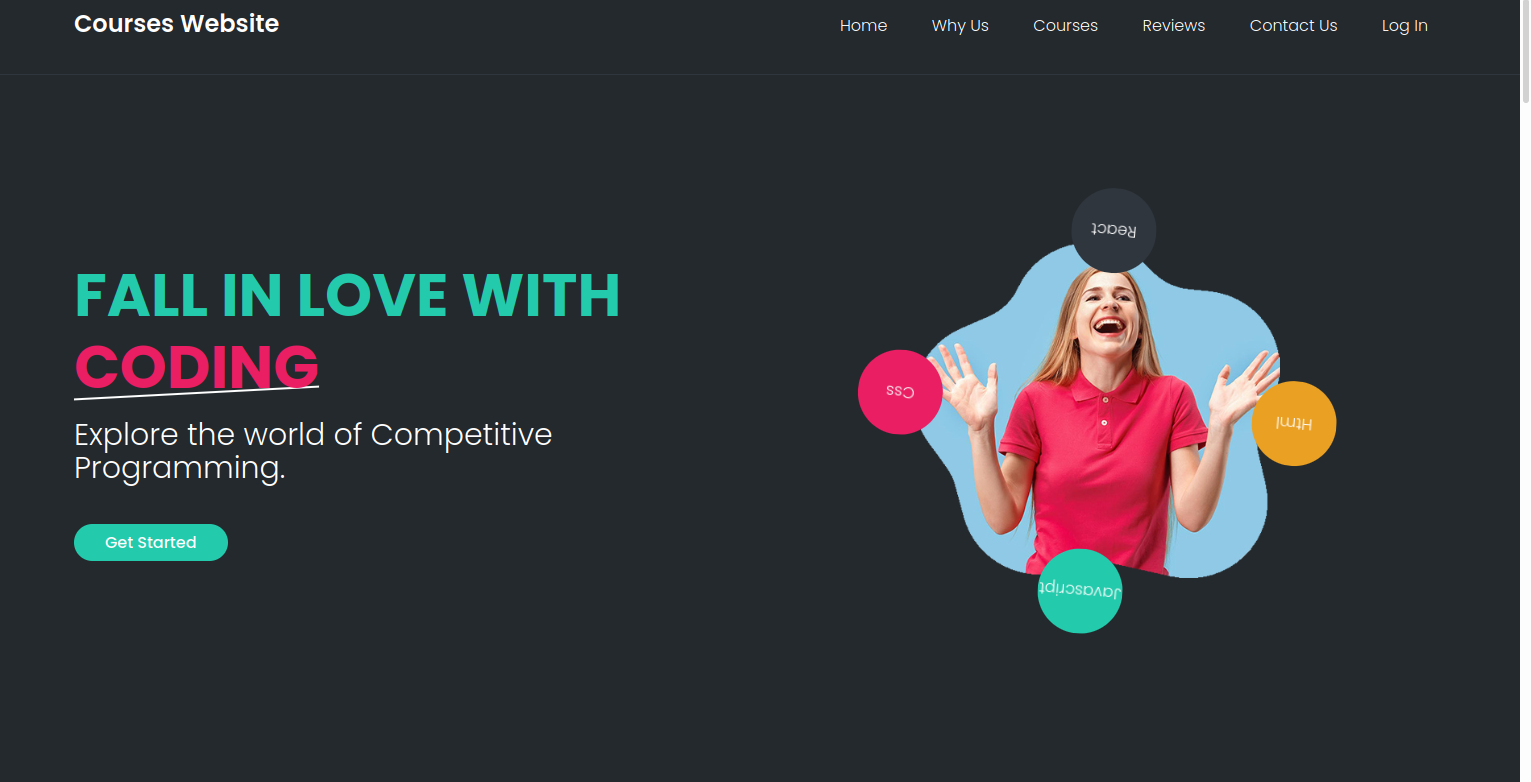 Courses Website
Home Why Us Courses Reviews Contact Us Log In
FALL IN LOVE WITH
CODING
Explore the world of Competitive
Programming.
Get Started
React
Css
Html
Javascript